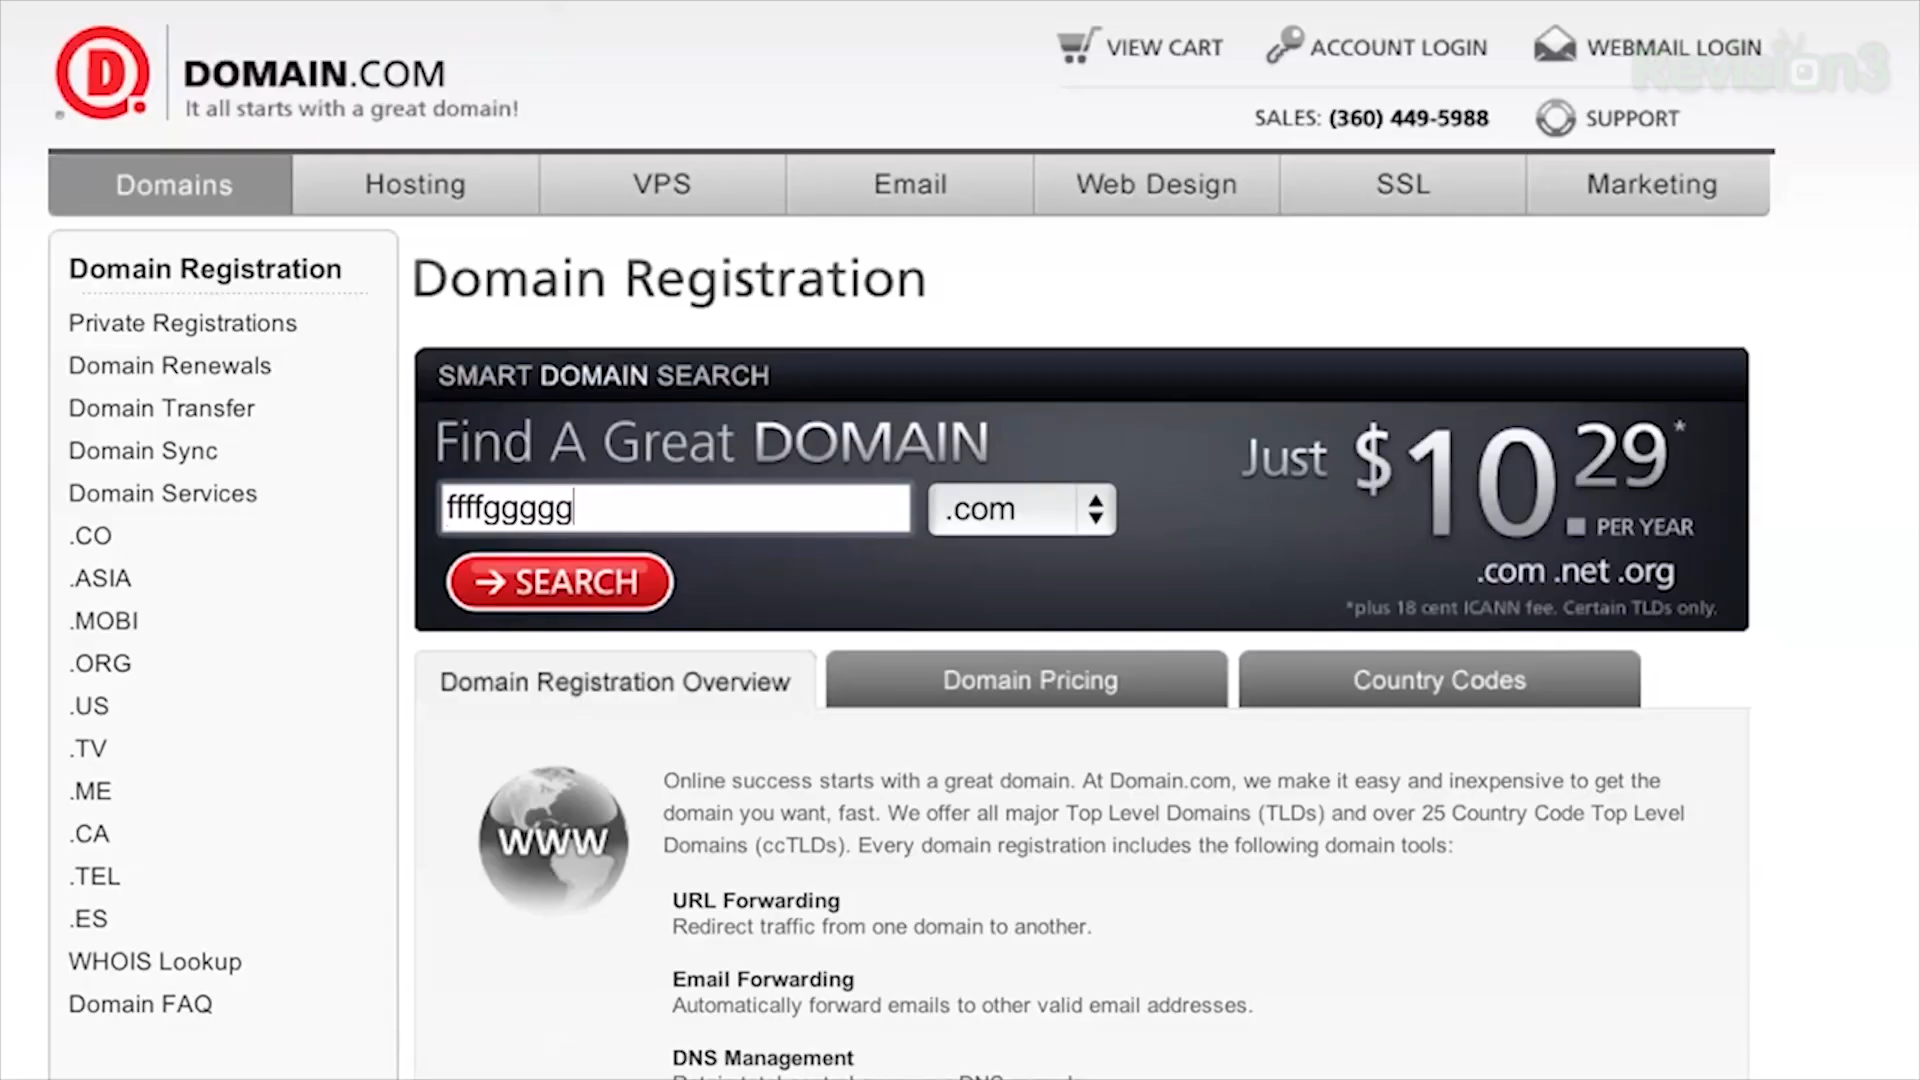 D
DOMAIN.COM
It all starts with a great domain!
VIEW CART
ACCOUNT LOGIN
WEBMAIL LOGIN
Revision3
SALES: (360) 449-5988
SUPPORT
Domains
Hosting
VPS
Email
Web Design
SSL
Marketing
Domain Registration
Private Registrations
Domain Renewals
Domain Transfer
Domain Sync
Domain Services
.CO
.ASIA
.MOBI
.ORG
.US
.TV
.ME
.CA
.TEL
.ES
WHOIS Lookup
Domain FAQ
Domain Registration
SMART DOMAIN SEARCH
Find A Great DOMAIN
ffffggggg
.com
SEARCH
Just $10.29*
PER YEAR
.com .net .org
*plus 18 cent ICANN fee. Certain TLDs only.
Domain Registration Overview
Domain Pricing
Country Codes
WWW
Online success starts with a great domain. At Domain.com, we make it easy and inexpensive to get the
domain you want, fast. We offer all major Top Level Domains (TLDs) and over 25 Country Code Top Level
Domains (ccTLDs). Every domain registration includes the following domain tools:
URL Forwarding
Redirect traffic from one domain to another.
Email Forwarding
Automatically forward emails to other valid email addresses.
DNS Management